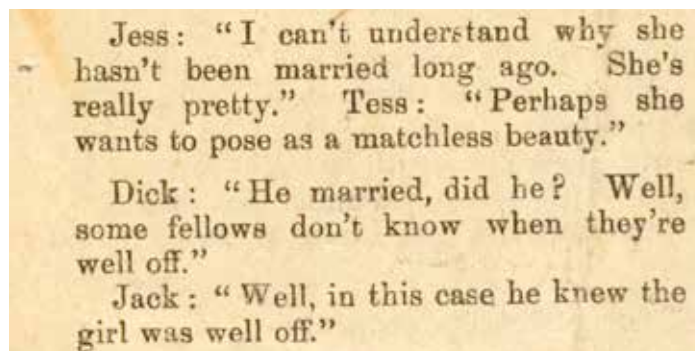 Jess: “I can't understand why she
hasn't been married long ago. She's
really pretty.” Tess: “Perhaps she
wants to pose as a matchless beauty.”
Dick: “He married, did he? Well,
some fellows don't know when they're
well off.”
Jack: “Well, in this case he knew the
girl was well off.”